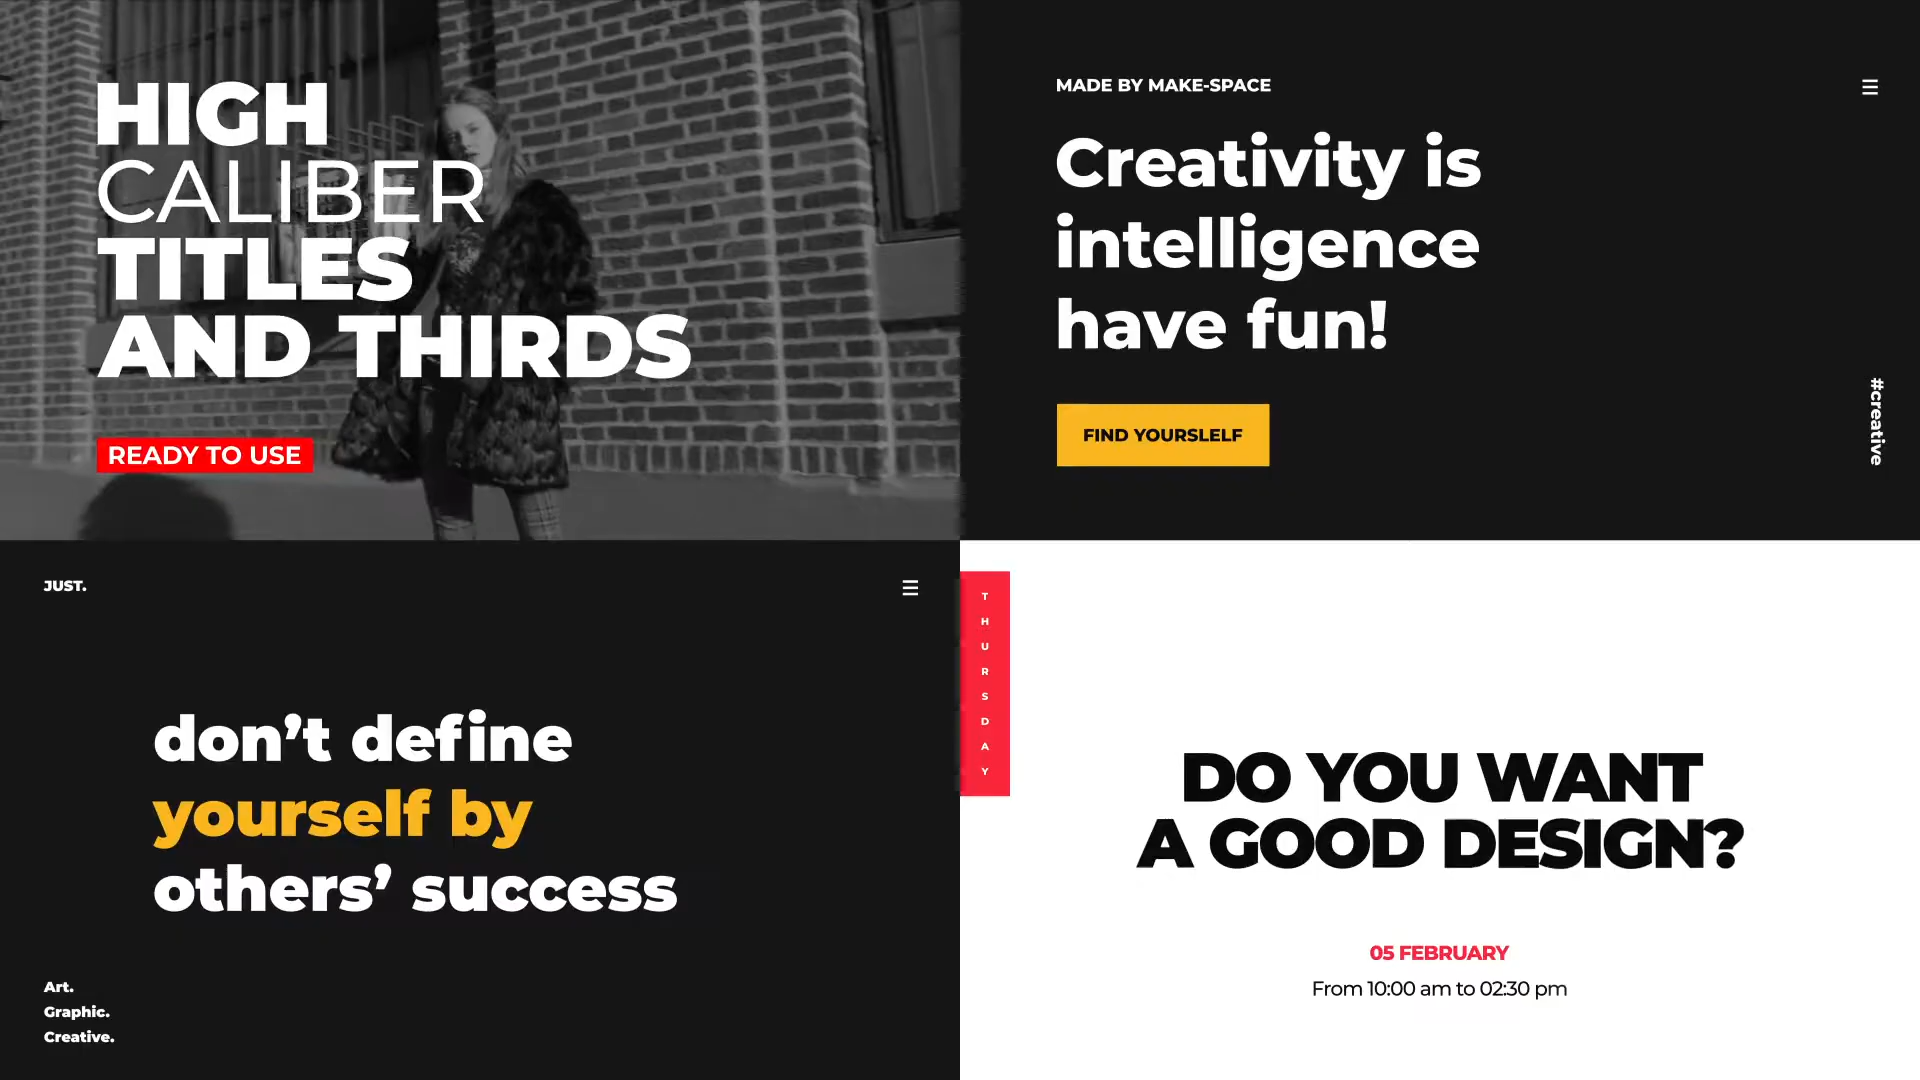 HIGH
CALIBER
TITLES
AND THIRDS
READY TO USE
MADE BY MAKE-SPACE
Creativity is
intelligence
have fun!
FIND YOURSLELF
#creative
JUST.
don’t define
yourself by
others’ success
Art.
Graphic.
Creative.
THURSDAY
DO YOU WANT
A GOOD DESIGN?
05 FEBRUARY
From 10:00 am to 02:30 pm